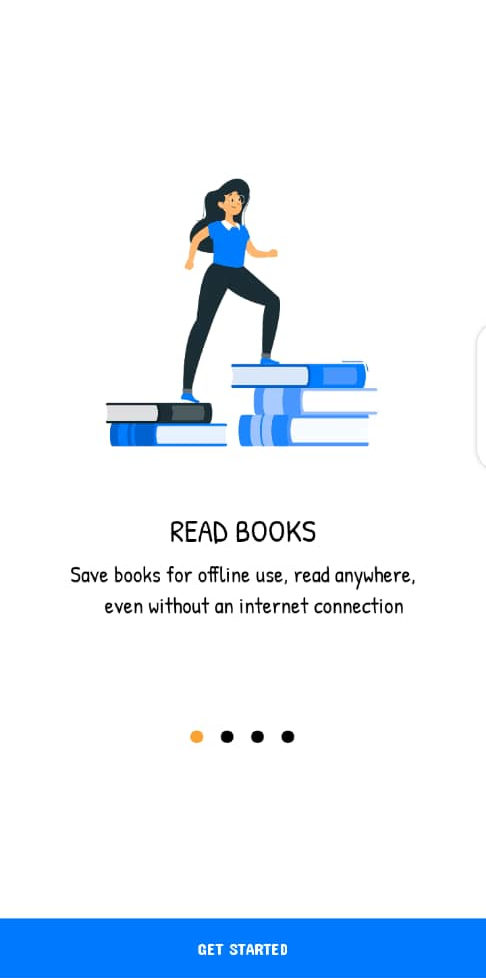 READ BOOKS
Save books for offline use, read anywhere,
even without an internet connection
GET STARTED